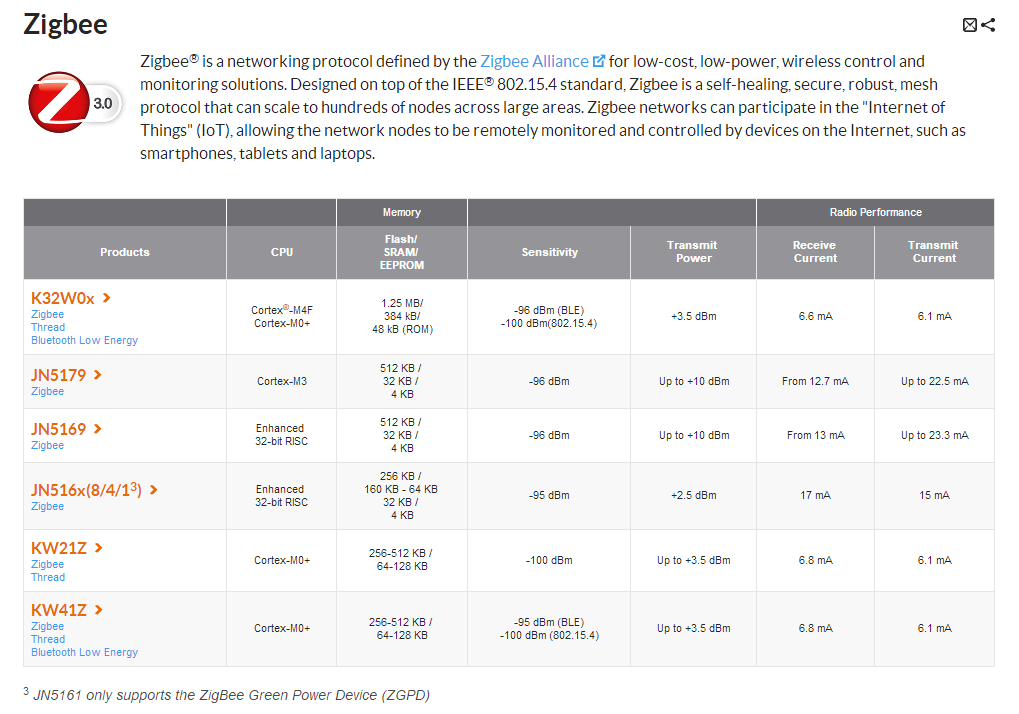 Zigbee
Zigbee® is a networking protocol defined by the Zigbee Alliance for low-cost, low-power, wireless control and
monitoring solutions. Designed on top of the IEEE® 802.15.4 standard, Zigbee is a self-healing, secure, robust, mesh
protocol that can scale to hundreds of nodes across large areas. Zigbee networks can participate in the "Internet of
Things" (IoT), allowing the network nodes to be remotely monitored and controlled by devices on the Internet, such as
smartphones, tablets and laptops.
Z 3.0
Memory
Radio Performance
Products
CPU
Flash/
SRAM/
EEPROM
Sensitivity
Transmit
Power
Receive
Current
Transmit
Current
K32W0x
Zigbee
Thread
Bluetooth Low Energy
Cortex®-M4F
Cortex-M0+
1.25 MB/
384 kB/
48 kB (ROM)
-96 dBm (BLE)
-100 dBm(802.15.4)
+3.5 dBm
6.6 mA
6.1 mA
JN5179
Zigbee
Cortex-M3
512 KB /
32 KB /
4 KB
-96 dBm
Up to +10 dBm
From 12.7 mA
Up to 22.5 mA
JN5169
Zigbee
Enhanced
32-bit RISC
512 KB /
32 KB /
4 KB
-96 dBm
Up to +10 dBm
From 13 mA
Up to 23.3 mA
JN516x(8/4/1³)
Zigbee
Enhanced
32-bit RISC
256 KB /
160 KB - 64 KB
32 KB /
4 KB
-95 dBm
+2.5 dBm
17 mA
15 mA
KW21Z
Zigbee
Thread
Cortex-M0+
256-512 KB /
64-128 KB
-100 dBm
Up to +3.5 dBm
6.8 mA
6.1 mA
KW41Z
Zigbee
Thread
Bluetooth Low Energy
Cortex-M0+
256-512 KB /
64-128 KB
-95 dBm (BLE)
-100 dBm (802.15.4)
Up to +3.5 dBm
6.8 mA
6.1 mA
³ JN5161 only supports the ZigBee Green Power Device (ZGPD)